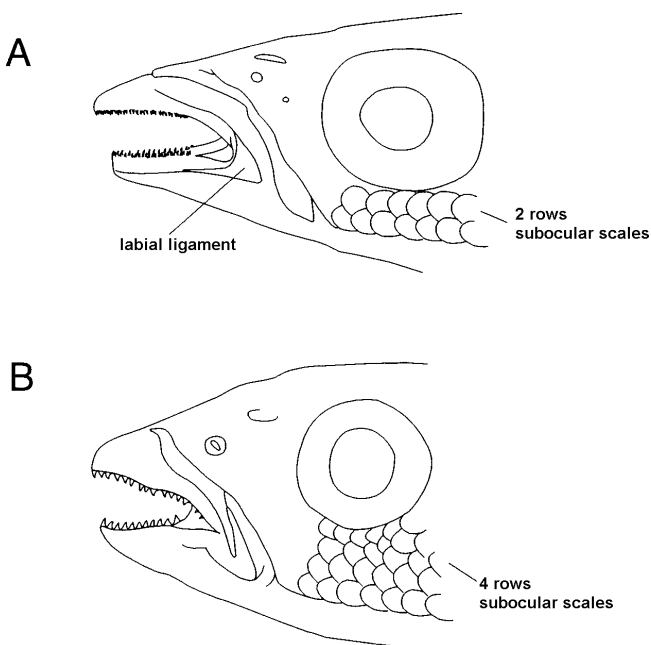 A
2 rows
subocular scales
labial ligament
B
4 rows
subocular scales